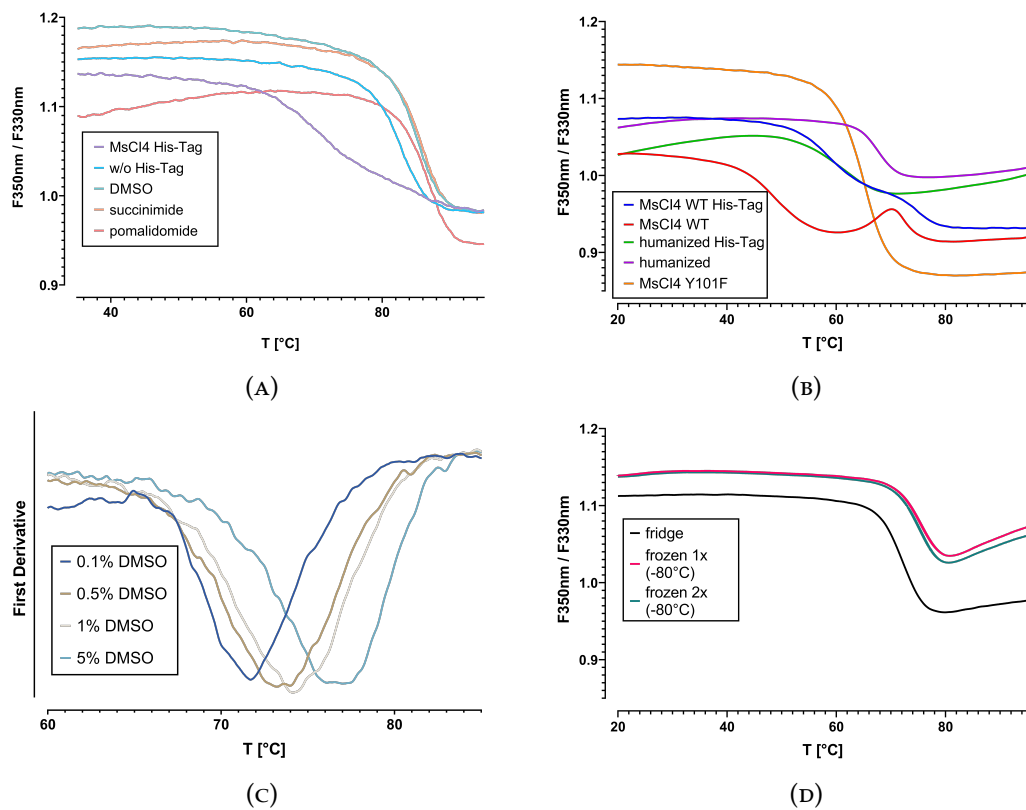 1.2
1.1
1.0
0.9
F350nm / F330nm
MsCI4 His-Tag
w/o His-Tag
DMSO
succinimide
pomalidomide
40
60
80
T [°C]
(A)
1.2
1.1
1.0
0.9
F350nm / F330nm
MsCI4 WT His-Tag
MsCI4 WT
humanized His-Tag
humanized
MsCI4 Y101F
20
40
60
80
T [°C]
(B)
First Derivative
0.1% DMSO
0.5% DMSO
1% DMSO
5% DMSO
60
70
80
T [°C]
(C)
1.2
1.1
1.0
0.9
F350nm / F330nm
fridge
frozen 1x
(-80°C)
frozen 2x
(-80°C)
20
40
60
80
T [°C]
(D)